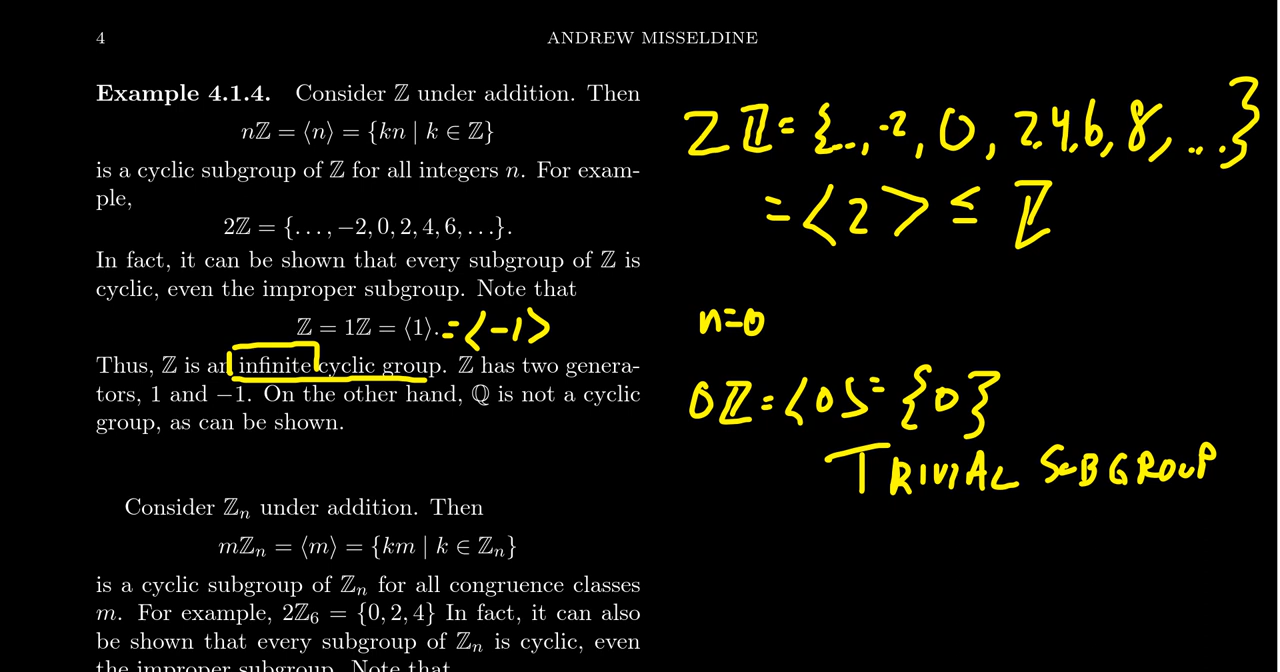 4
ANDREW MISSELDINE
Example 4.1.4. Consider ℤ under addition. Then
nℤ = ⟨n⟩ = {kn | k ∈ ℤ}
is a cyclic subgroup of ℤ for all integers n. For exam-
ple,
2ℤ = {. . . , −2, 0, 2, 4, 6, . . .}.
In fact, it can be shown that every subgroup of ℤ is
cyclic, even the improper subgroup. Note that
ℤ = 1ℤ = ⟨1⟩. = ⟨-1⟩
Thus, ℤ is an infinite cyclic group. ℤ has two genera-
tors, 1 and −1. On the other hand, ℚ is not a cyclic
group, as can be shown.
Consider ℤₙ under addition. Then
mℤₙ = ⟨m⟩ = {km | k ∈ ℤₙ}
is a cyclic subgroup of ℤₙ for all congruence classes
m. For example, 2ℤ₆ = {0, 2, 4} In fact, it can also
be shown that every subgroup of ℤₙ is cyclic, even
the improper subgroup. Note that
2ℤ = {..., -2, 0, 2, 4, 6, 8, ...}
= ⟨2⟩ ≤ ℤ
n=0
0ℤ = ⟨0⟩ = {0}
TRIVIAL SUBGROUP